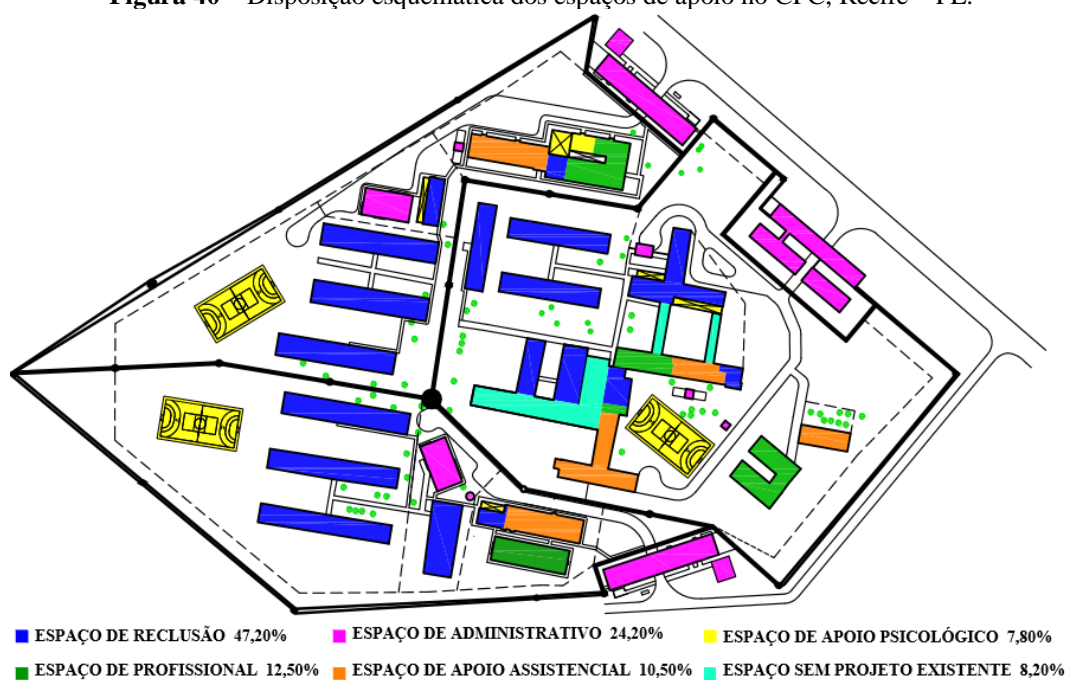 Figura 40 – Disposição esquemática dos espaços de apoio no CPC, Recife – PE.
ESPAÇO DE RECLUSÃO 47,20%
ESPAÇO DE ADMINISTRATIVO 24,20%
ESPAÇO DE APOIO PSICOLÓGICO 7,80%
ESPAÇO DE PROFISSIONAL 12,50%
ESPAÇO DE APOIO ASSISTENCIAL 10,50%
ESPAÇO SEM PROJETO EXISTENTE 8,20%